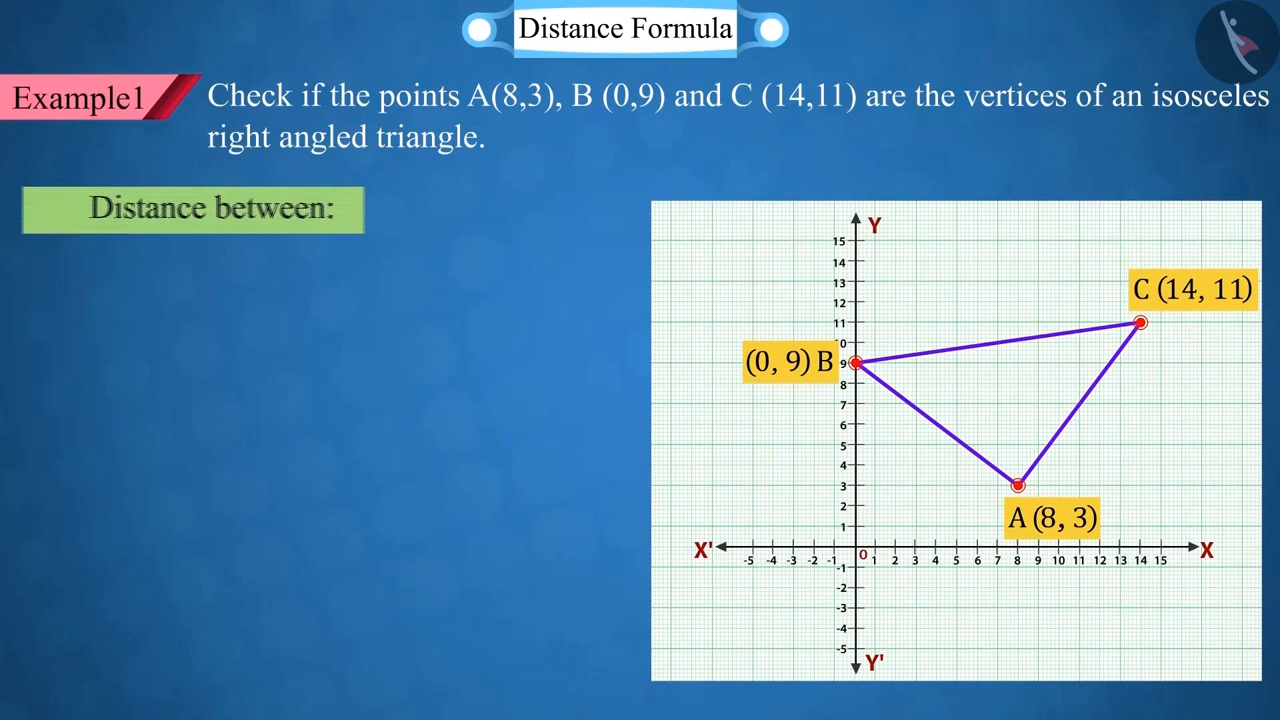 Distance Formula
Example1
Check if the points A(8,3), B (0,9) and C (14,11) are the vertices of an isosceles
right angled triangle.
Distance between:
Y
15
14
13
12
11
0
9
8
7
6
5
4
3
2
1
C (14, 11)
(0, 9) B
A (8, 3)
X'
X
O
-5 -4 -3 -2 -1 1 2 3 4 5 6 7 8 9 10 11 12 13 14 15
-1
-2
-3
-4
-5
Y'